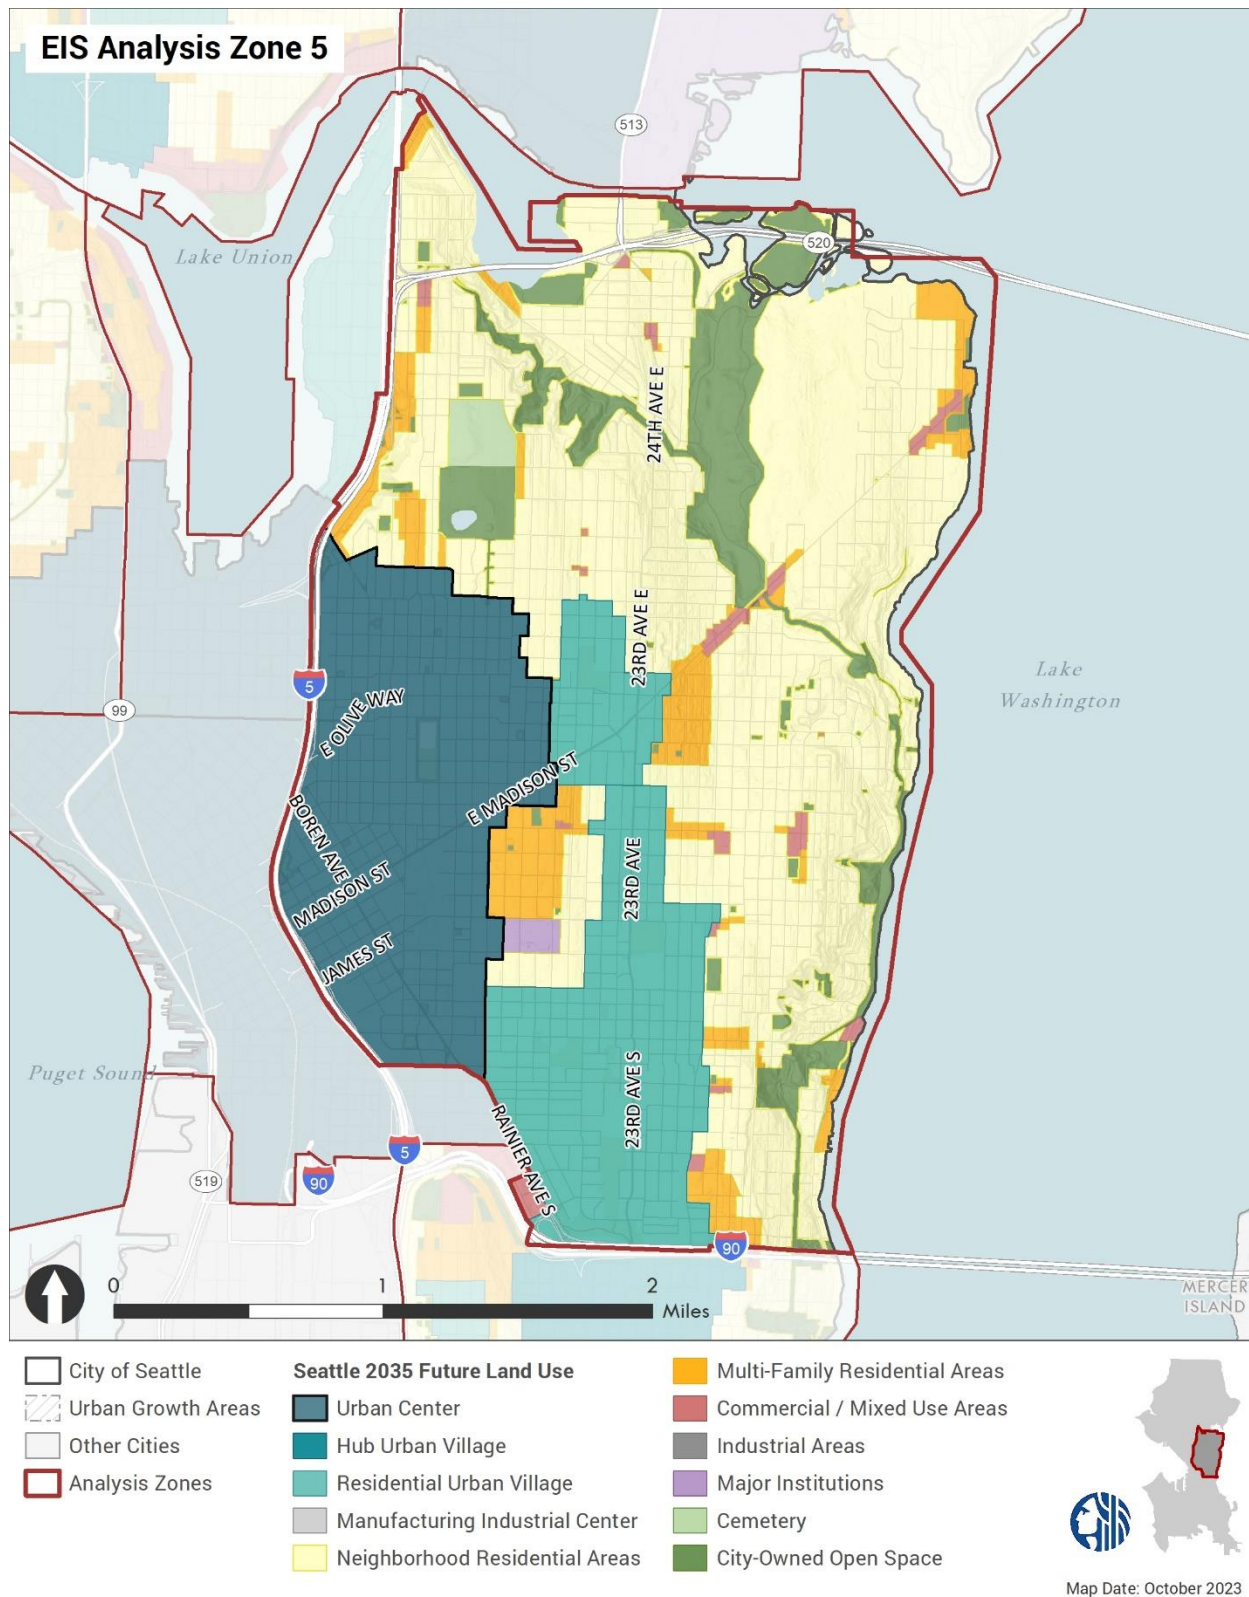 EIS Analysis Zone 5
513
520
Lake Union
24TH AVE E
23RD AVE E
5
E OLIVE WAY
99
Lake
Washington
E MADISON ST
BOREN AVE
MADISON ST
23RD AVE
JAMES ST
Puget Sound
23RD AVE S
RAINIER AVE S
5
519
90
90
0 1 2
Miles
MERCER
ISLAND
City of Seattle
Urban Growth Areas
Other Cities
Analysis Zones
Seattle 2035 Future Land Use
Urban Center
Hub Urban Village
Residential Urban Village
Manufacturing Industrial Center
Neighborhood Residential Areas
Multi-Family Residential Areas
Commercial / Mixed Use Areas
Industrial Areas
Major Institutions
Cemetery
City-Owned Open Space
Map Date: October 2023